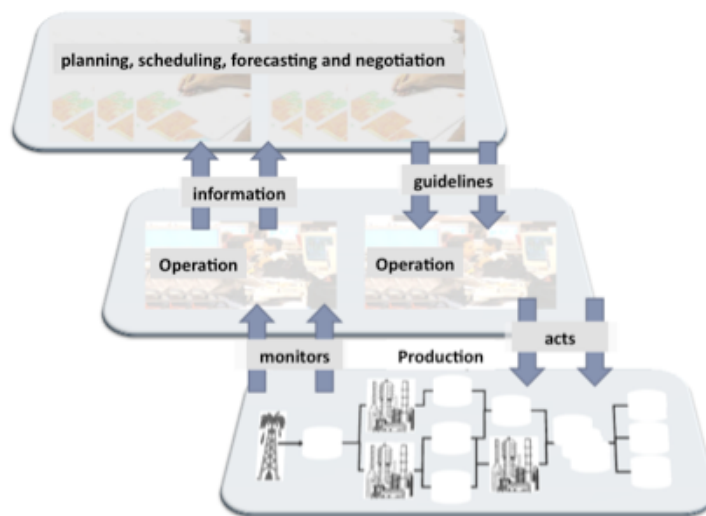 planning, scheduling, forecasting and negotiation
information
guidelines
Operation
Operation
monitors
Production
acts